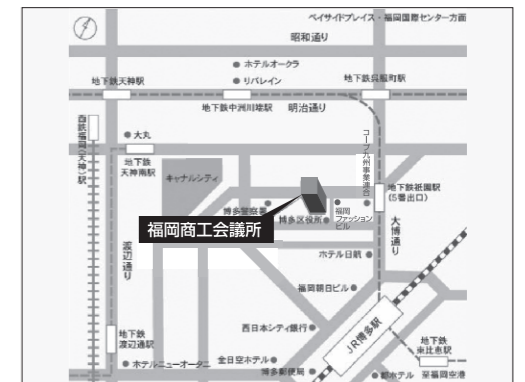 ベイサイドプレイス・福岡国際センター方面
昭和通り
ホテルオークラ
地下鉄天神駅
リバレイン
地下鉄呉服町駅
地下鉄中洲川端駅
明治通り
西鉄福岡(天神)駅
大丸
地下鉄
天神南駅
キャナルシティ
コープ九州事業連合
地下鉄祇園駅
(5番出口)
博多警察署
博多区役所
福岡
ファッション
ビル
福岡商工会議所
大博通り
渡辺通り
ホテル日航
福岡朝日ビル
西日本シティ銀行
JR博多駅
地下鉄
渡辺通駅
地下鉄
東比恵駅
ホテルニューオータニ
全日空ホテル
博多郵便局
都ホテル
至福岡空港